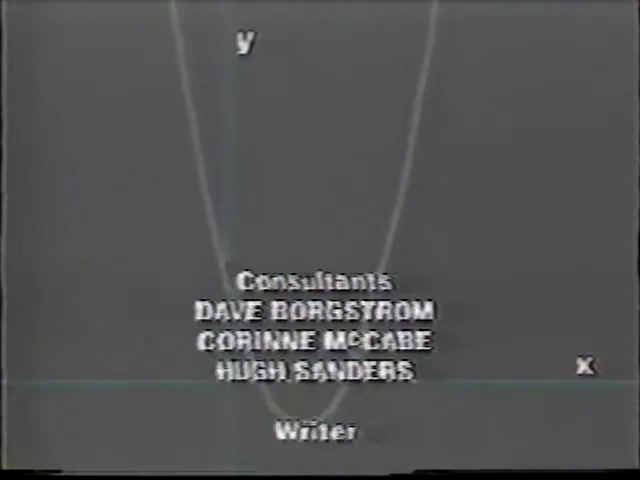 y
Consultants
DAVE BORGSTROM
CORINNE McCABE
HUGH SANDERS
x
Writer